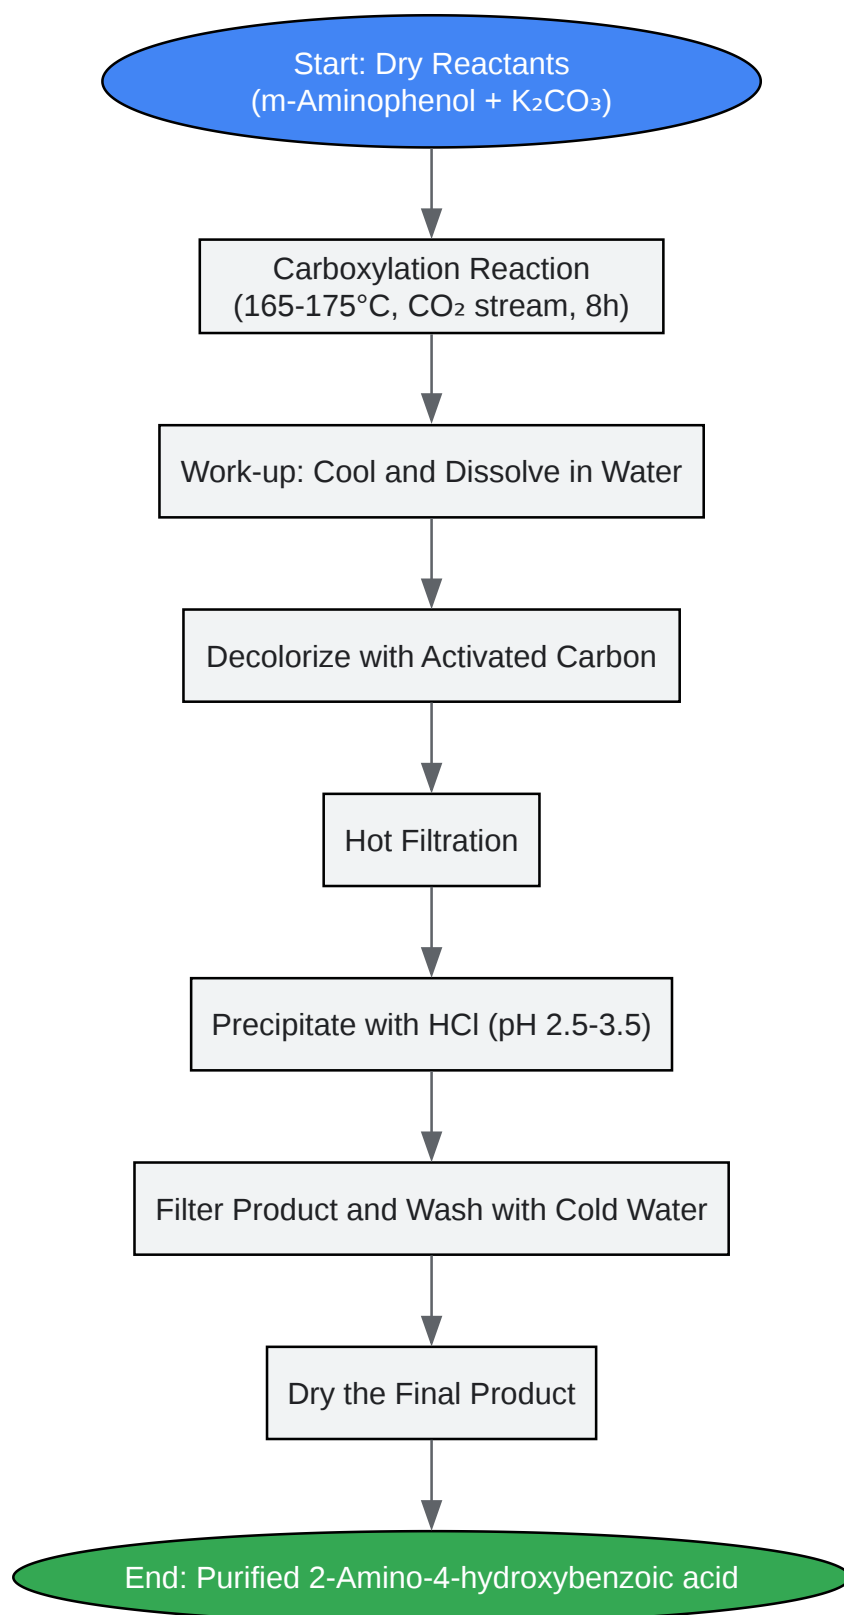 Start: Dry Reactants
(m-Aminophenol + K₂CO₃)
Carboxylation Reaction
(165-175°C, CO₂ stream, 8h)
Work-up: Cool and Dissolve in Water
Decolorize with Activated Carbon
Hot Filtration
Precipitate with HCl (pH 2.5-3.5)
Filter Product and Wash with Cold Water
Dry the Final Product
End: Purified 2-Amino-4-hydroxybenzoic acid